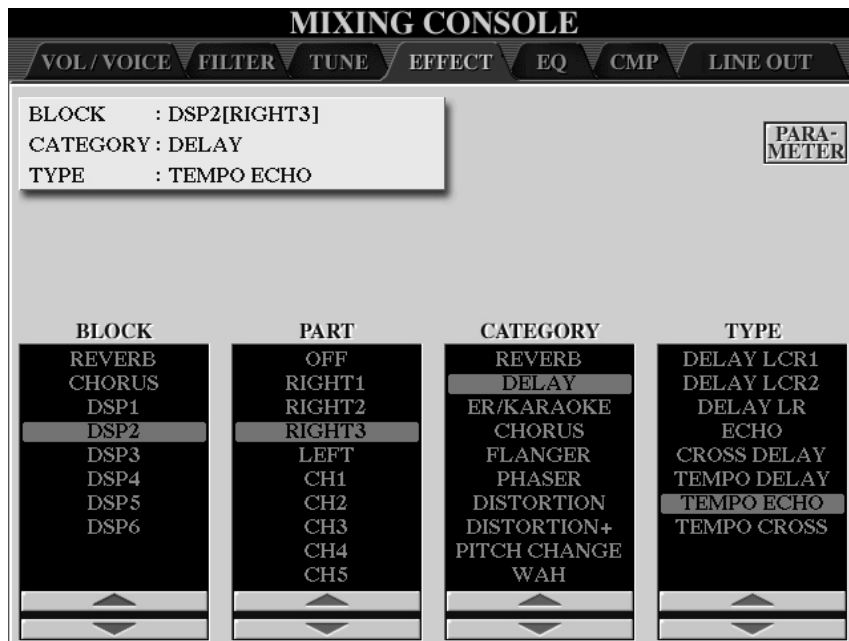 MIXING CONSOLE
VOL / VOICE FILTER TUNE EFFECT EQ CMP LINE OUT
BLOCK : DSP2[RIGHT3]
CATEGORY : DELAY
TYPE : TEMPO ECHO
PARA-
METER
BLOCK
REVERB
CHORUS
DSP1
DSP2
DSP3
DSP4
DSP5
DSP6
PART
OFF
RIGHT1
RIGHT2
RIGHT3
LEFT
CH1
CH2
CH3
CH4
CH5
CATEGORY
REVERB
DELAY
ER/KARAOKE
CHORUS
FLANGER
PHASER
DISTORTION
DISTORTION+
PITCH CHANGE
WAH
TYPE
DELAY LCR1
DELAY LCR2
DELAY LR
ECHO
CROSS DELAY
TEMPO DELAY
TEMPO ECHO
TEMPO CROSS